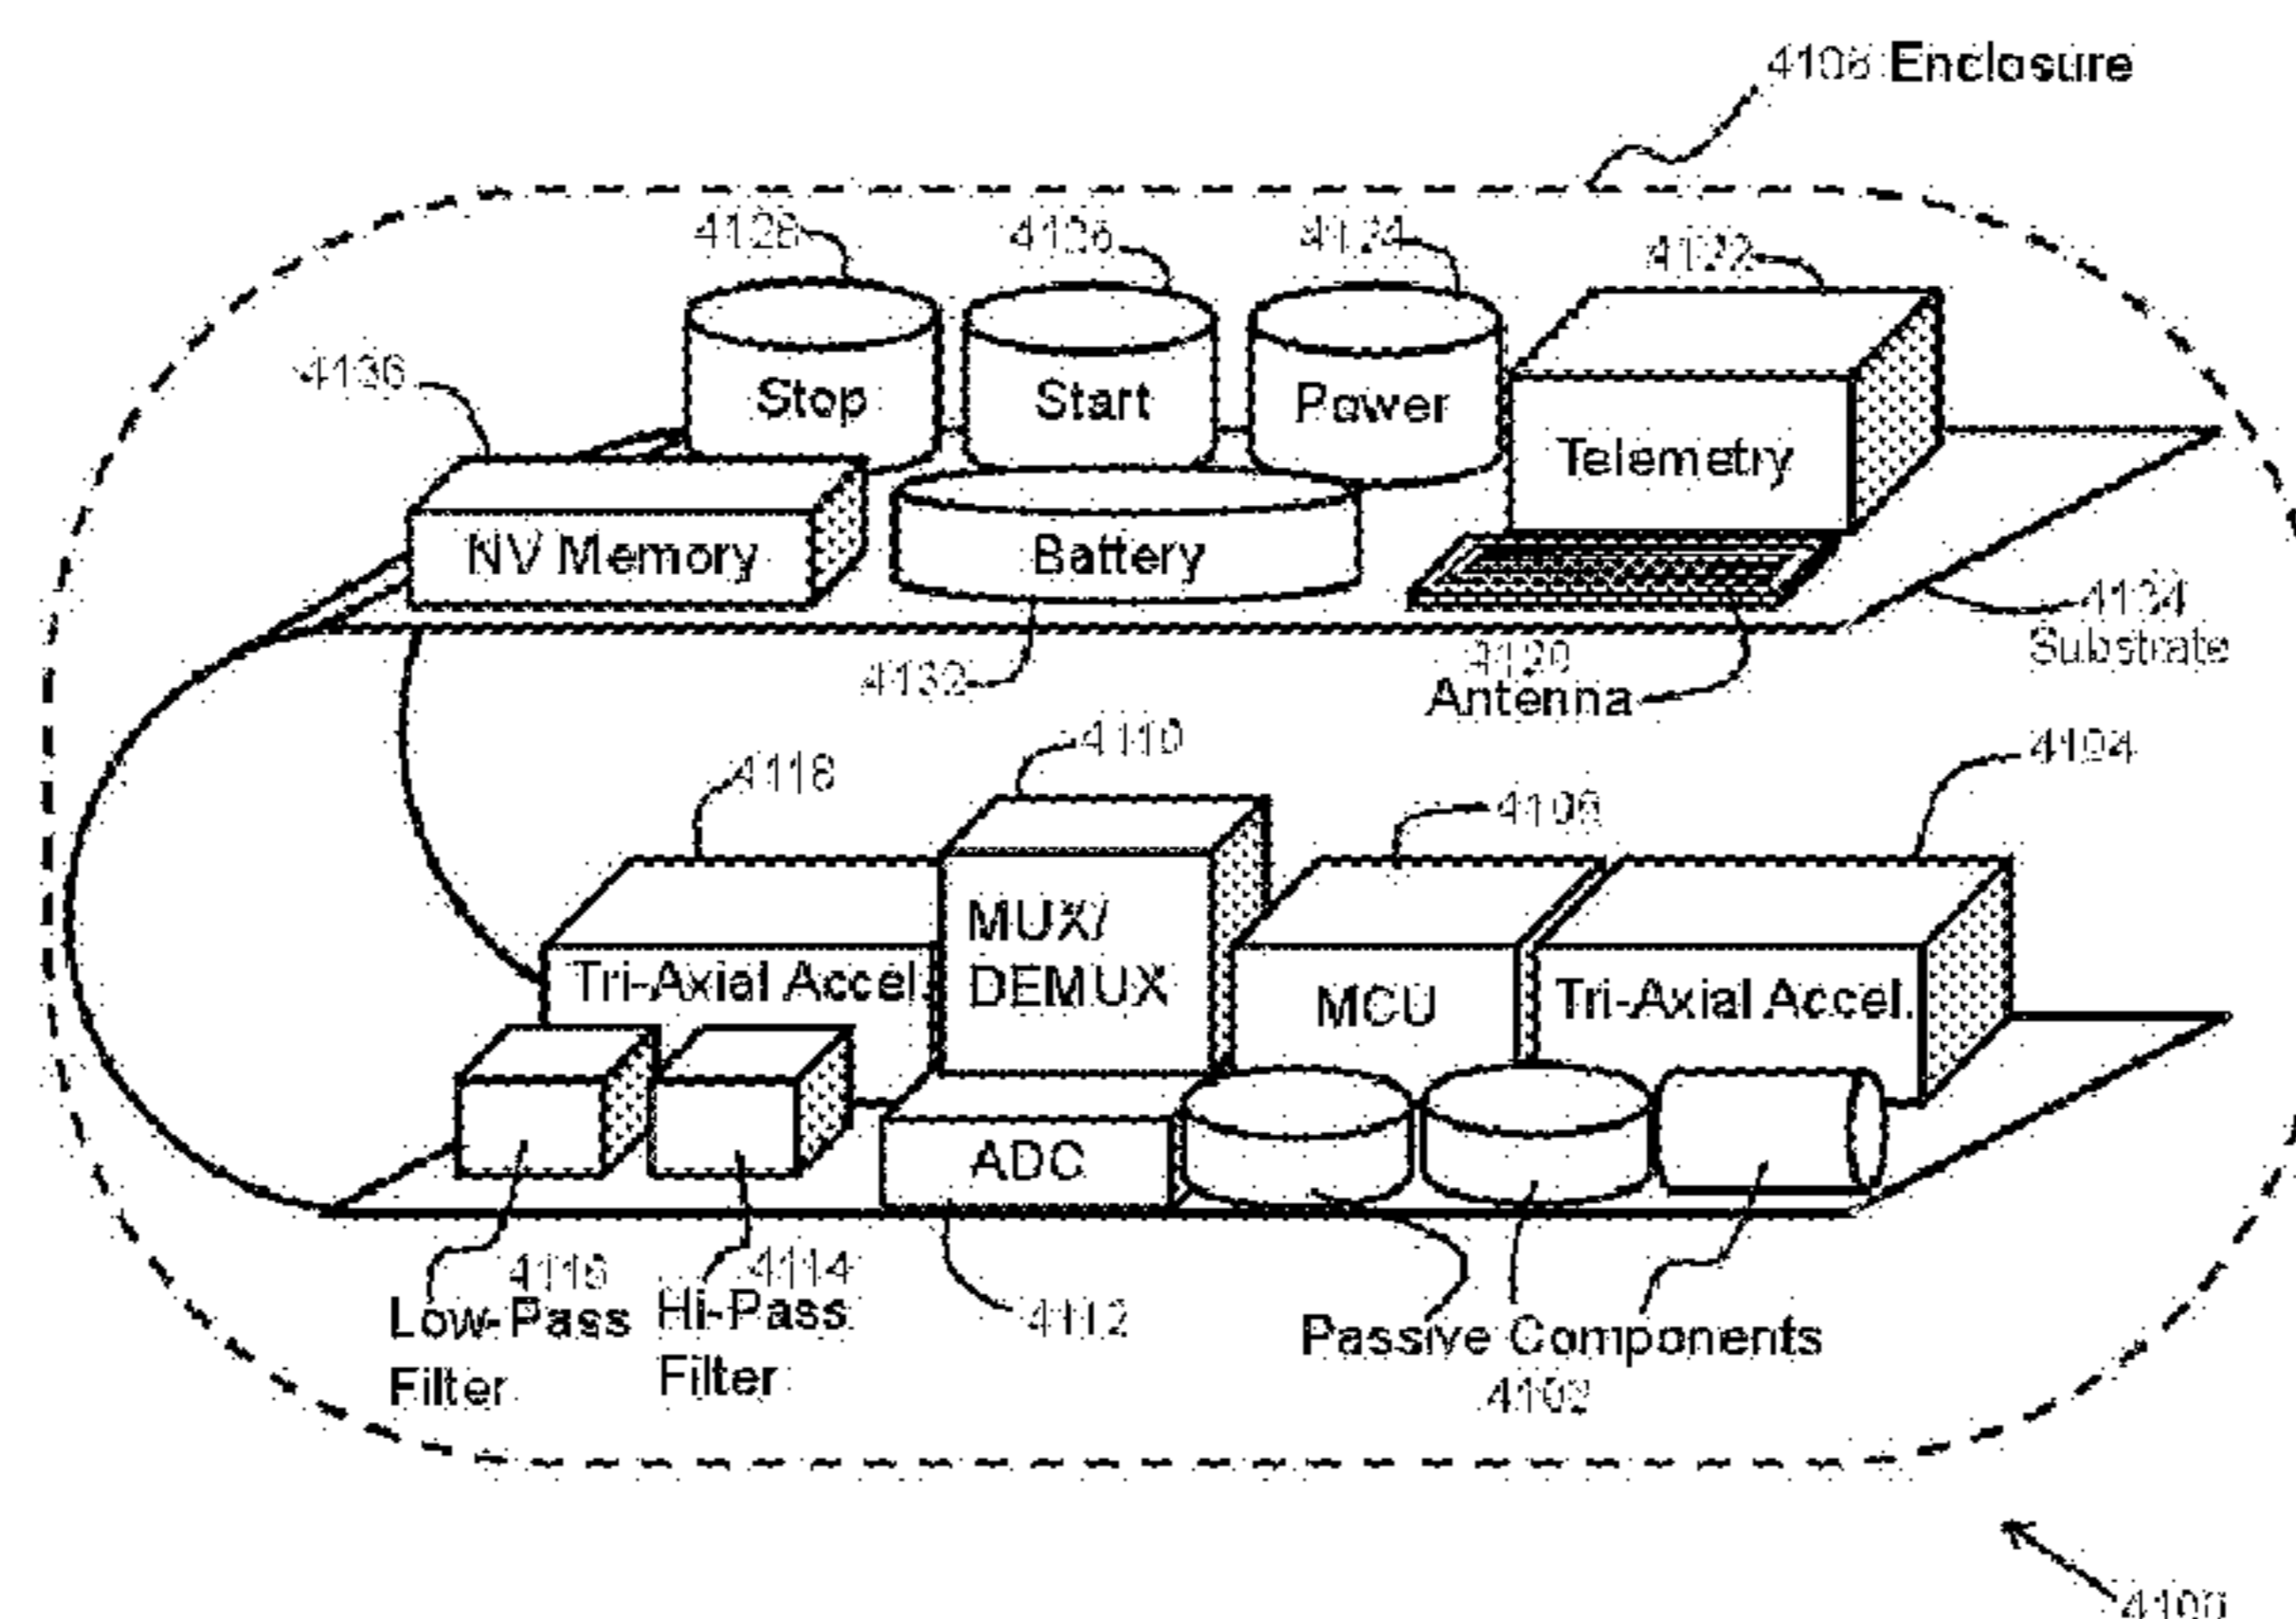 4108 Enclosure
4128
4126
4124
4122
4136
Stop
Start
Power
Telemetry
NV Memory
Battery
4134
Substrate
4132
4120
Antenna
4118
4110
4106
4104
Tri-Axial Accel.
MUX/
DEMUX
MCU
Tri-Axial Accel.
ADC
4116
Low-Pass
Filter
4114
Hi-Pass
Filter
4112
Passive Components
4102
4100